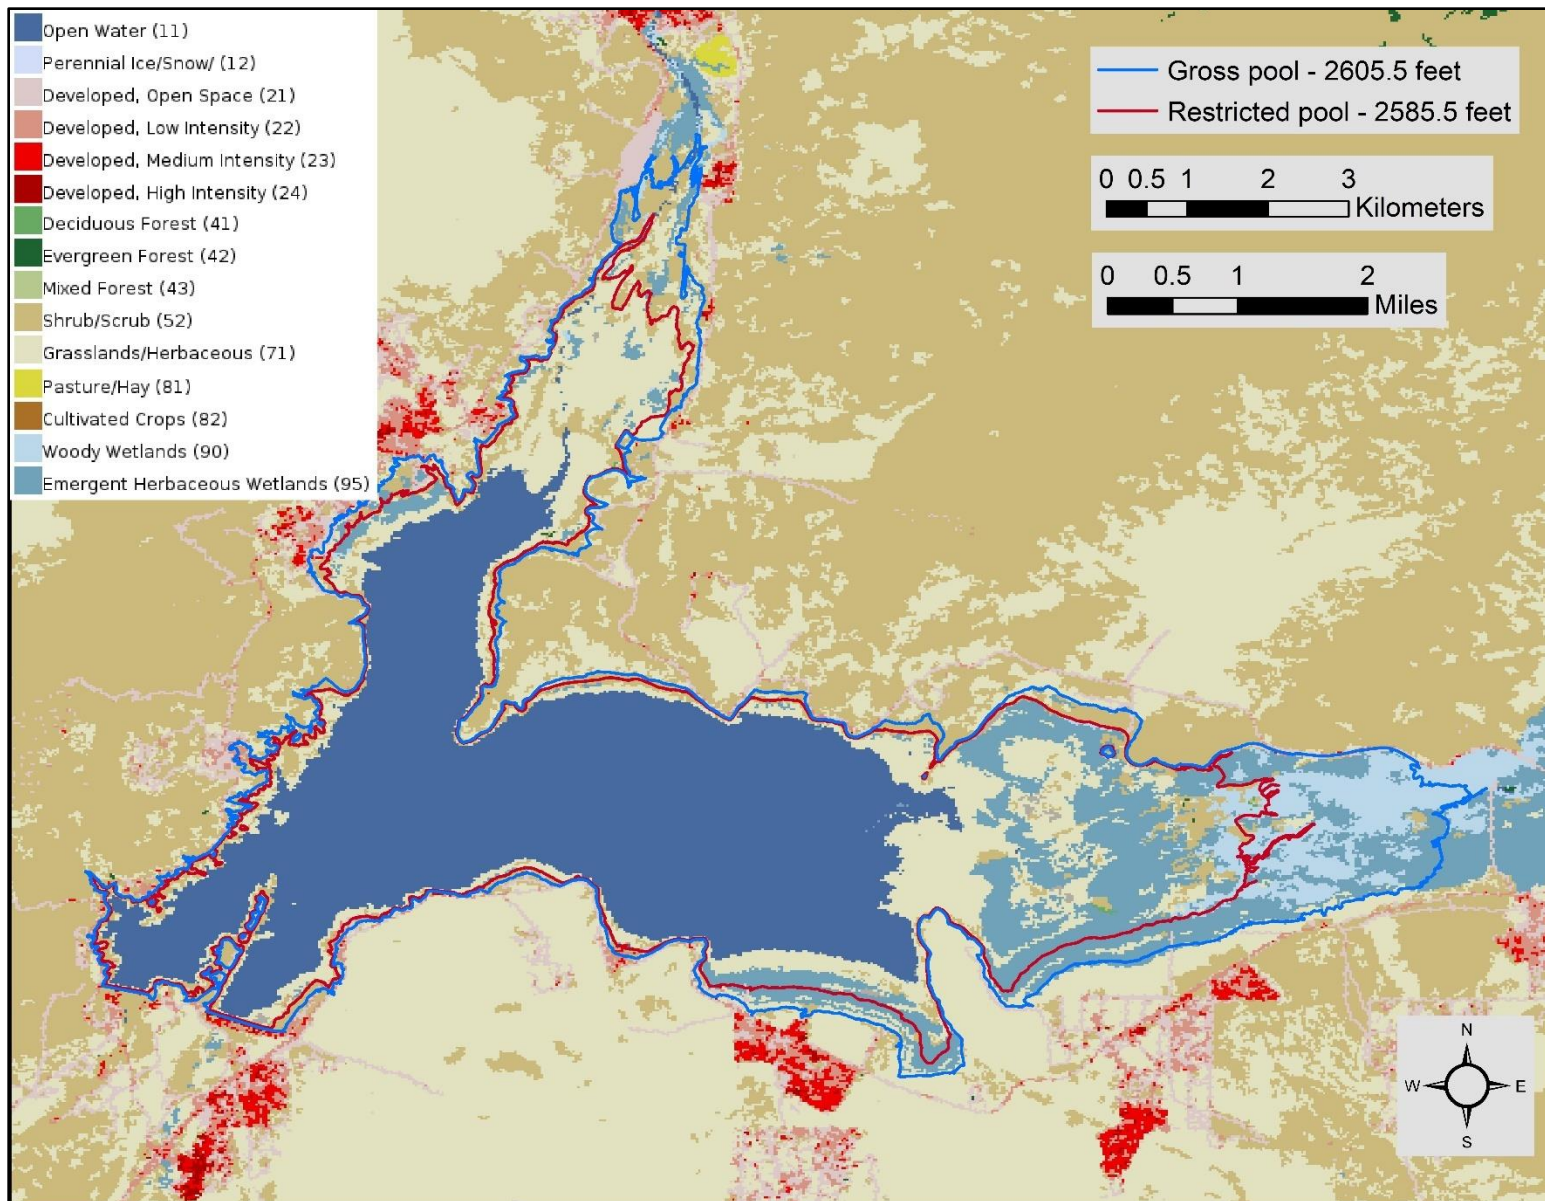 Open Water (11)
Perennial Ice/Snow/ (12)
Developed, Open Space (21)
Developed, Low Intensity (22)
Developed, Medium Intensity (23)
Developed, High Intensity (24)
Deciduous Forest (41)
Evergreen Forest (42)
Mixed Forest (43)
Shrub/Scrub (52)
Grasslands/Herbaceous (71)
Pasture/Hay (81)
Cultivated Crops (82)
Woody Wetlands (90)
Emergent Herbaceous Wetlands (95)
Gross pool - 2605.5 feet
Restricted pool - 2585.5 feet
0 0.5 1 2 3
Kilometers
0 0.5 1 2
Miles
N
W E
S